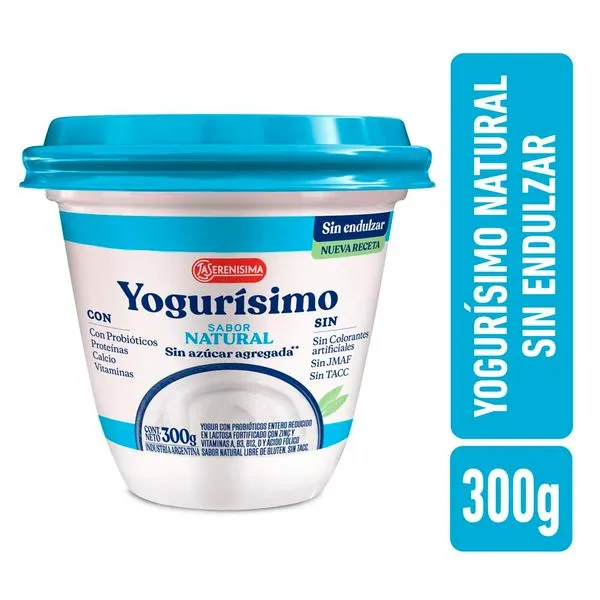 Sin endulzar
NUEVA RECETA
LA SERENISIMA
Yogurísimo
SABOR
NATURAL
Sin azúcar agregada**
CON
Con Probióticos
Proteínas
Calcio
Vitaminas
SIN
Sin Colorantes
artificiales
Sin JMAF
Sin TACC
CONT.
NETO 300g
INDUSTRIA ARGENTINA
YOGUR CON PROBIÓTICOS ENTERO REDUCIDO
EN LACTOSA FORTIFICADO CON ZINC Y
VITAMINAS A, B3, B12, D Y ÁCIDO FÓLICO
SABOR NATURAL LIBRE DE GLUTEN. SIN TACC.
YOGURÍSIMO NATURAL
SIN ENDULZAR
300g